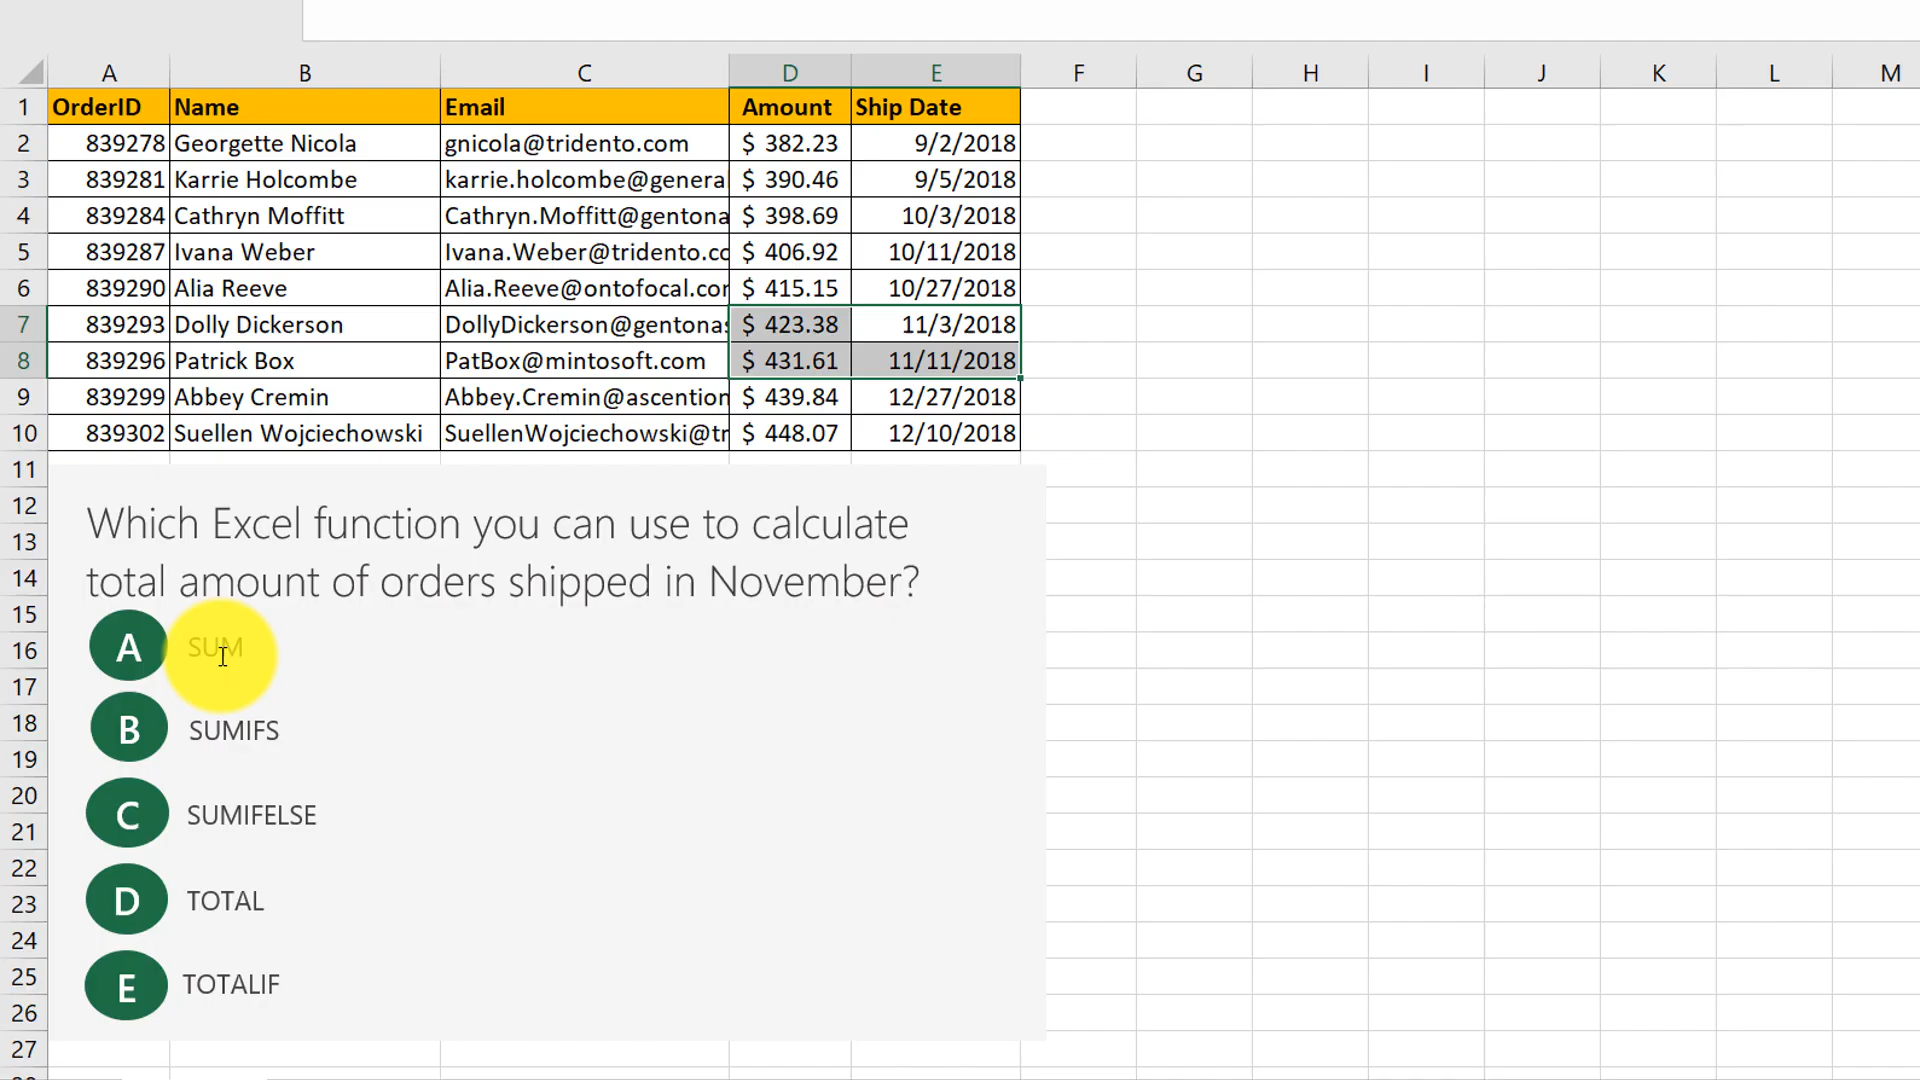 A B C D E F G H I J K L M
1 OrderID Name Email Amount Ship Date
2 839278 Georgette Nicola gnicola@tridento.com $ 382.23 9/2/2018
3 839281 Karrie Holcombe karrie.holcombe@general $ 390.46 9/5/2018
4 839284 Cathryn Moffitt Cathryn.Moffitt@gentona $ 398.69 10/3/2018
5 839287 Ivana Weber Ivana.Weber@tridento.cc $ 406.92 10/11/2018
6 839290 Alia Reeve Alia.Reeve@ontofocal.cor $ 415.15 10/27/2018
7 839293 Dolly Dickerson DollyDickerson@gentonas $ 423.38 11/3/2018
8 839296 Patrick Box PatBox@mintosoft.com $ 431.61 11/11/2018
9 839299 Abbey Cremin Abbey.Cremin@ascention $ 439.84 12/27/2018
10 839302 Suellen Wojciechowski SuellenWojciechowski@tr $ 448.07 12/10/2018
11
12
Which Excel function you can use to calculate
13
14 total amount of orders shipped in November?
15
16 A SUM
17
18 B SUMIFS
19
20
C SUMIFELSE
21
22
23 D TOTAL
24
25 E TOTALIF
26
27